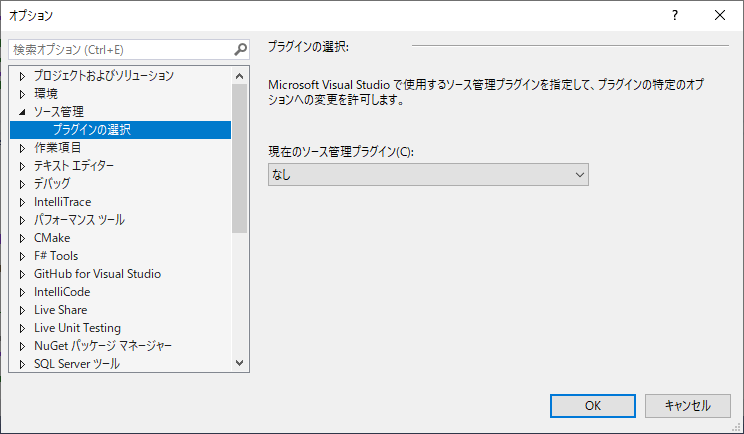 オプション
?
検索オプション (Ctrl+E)
プロジェクトおよびソリューション
環境
ソース管理
プラグインの選択
作業項目
テキスト エディター
デバッグ
IntelliTrace
パフォーマンス ツール
CMake
F# Tools
GitHub for Visual Studio
IntelliCode
Live Share
Live Unit Testing
NuGet パッケージ マネージャー
SQL Server ツール
プラグインの選択:
Microsoft Visual Studio で使用するソース管理プラグインを指定して、プラグインの特定のオプ
ションへの変更を許可します。
現在のソース管理プラグイン(C):
なし
OK
キャンセル